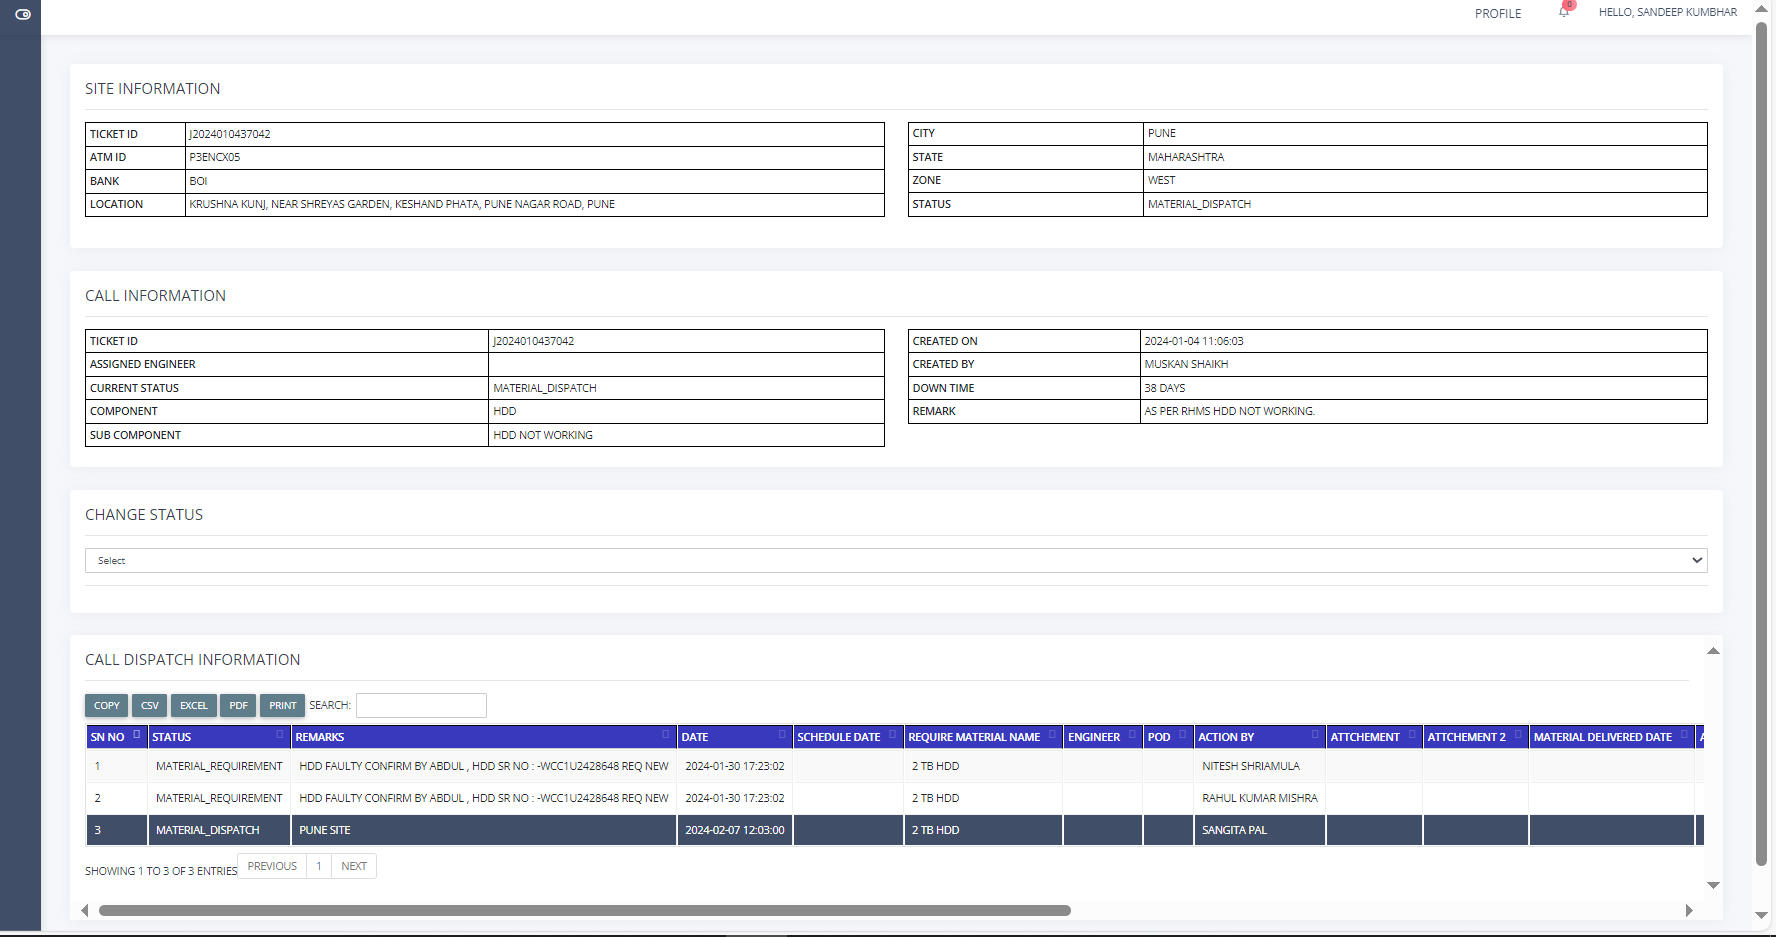 PROFILE 0 HELLO, SANDEEP KUMBHAR
SITE INFORMATION
TICKET ID J2024010437042
ATM ID P3ENCX05
BANK BOI
LOCATION KRUSHNA KUNJ, NEAR SHREYAS GARDEN, KESHAND PHATA, PUNE NAGAR ROAD, PUNE
CITY PUNE
STATE MAHARASHTRA
ZONE WEST
STATUS MATERIAL_DISPATCH
CALL INFORMATION
TICKET ID J2024010437042
ASSIGNED ENGINEER
CURRENT STATUS MATERIAL_DISPATCH
COMPONENT HDD
SUB COMPONENT HDD NOT WORKING
CREATED ON 2024-01-04 11:06:03
CREATED BY MUSKAN SHAIKH
DOWN TIME 38 DAYS
REMARK AS PER RHMS HDD NOT WORKING.
CHANGE STATUS
Select
CALL DISPATCH INFORMATION
COPY CSV EXCEL PDF PRINT SEARCH:
SN NO STATUS REMARKS DATE SCHEDULE DATE REQUIRE MATERIAL NAME ENGINEER POD ACTION BY ATTCHEMENT ATTCHEMENT 2 MATERIAL DELIVERED DATE
1 MATERIAL_REQUIREMENT HDD FAULTY CONFIRM BY ABDUL , HDD SR NO : -WCC1U2428648 REQ NEW 2024-01-30 17:23:02 2 TB HDD NITESH SHRIAMULA
2 MATERIAL_REQUIREMENT HDD FAULTY CONFIRM BY ABDUL , HDD SR NO : -WCC1U2428648 REQ NEW 2024-01-30 17:23:02 2 TB HDD RAHUL KUMAR MISHRA
3 MATERIAL_DISPATCH PUNE SITE 2024-02-07 12:03:00 2 TB HDD SANGITA PAL
SHOWING 1 TO 3 OF 3 ENTRIES PREVIOUS 1 NEXT